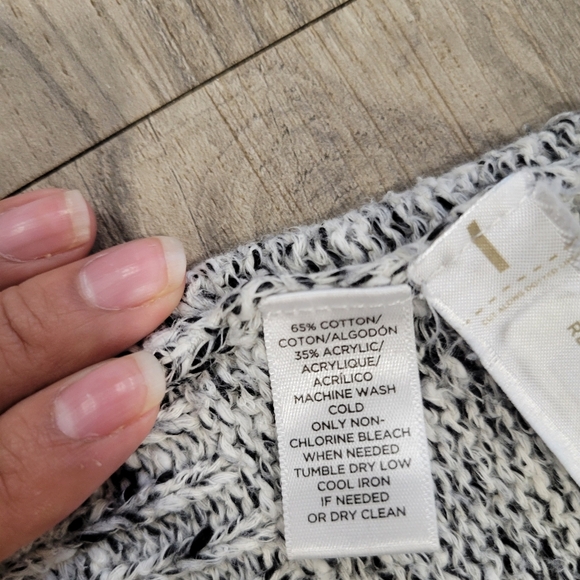 65% COTTON/
COTON/ALGODÓN
35% ACRYLIC/
ACRYLIQUE/
ACRÍLICO
MACHINE WASH
COLD
ONLY NON-
CHLORINE BLEACH
WHEN NEEDED
TUMBLE DRY LOW
COOL IRON
IF NEEDED
OR DRY CLEAN